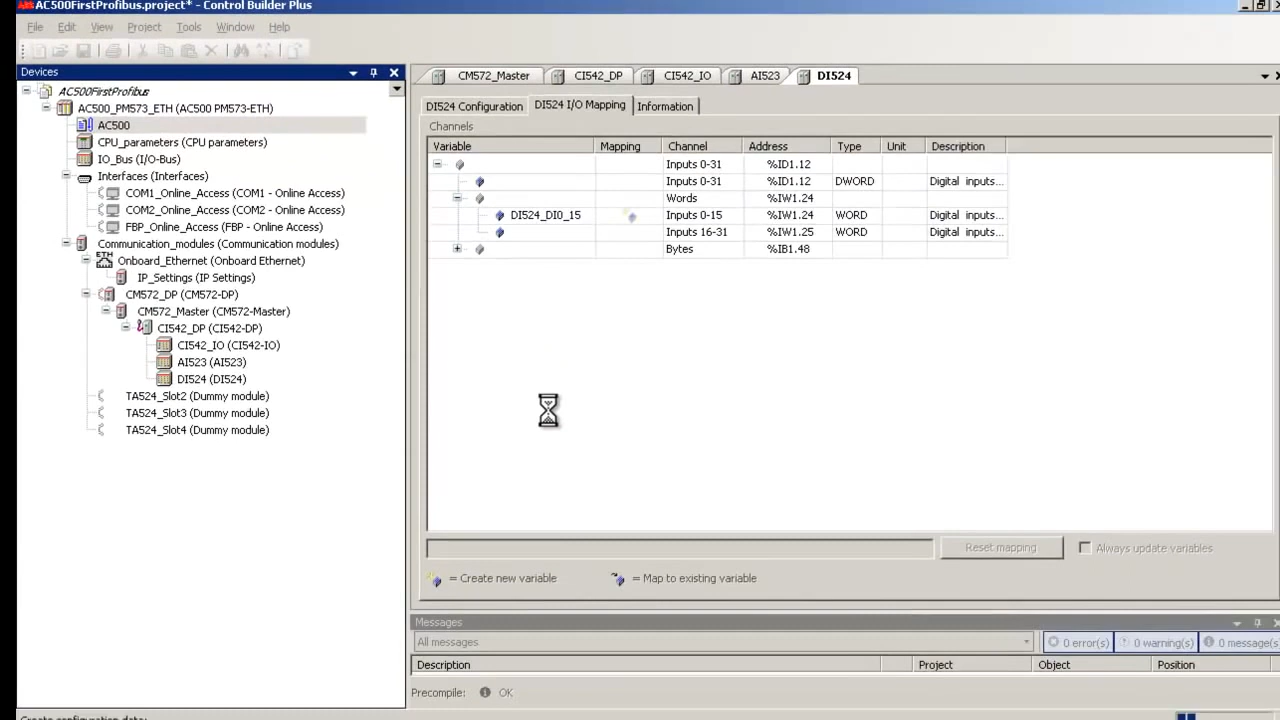 AC500FirstProfibus.project* - Control Builder Plus
File Edit View Project Tools Window Help
Devices
AC500FirstProfibus
AC500_PM573_ETH (AC500 PM573-ETH)
AC500
CPU_parameters (CPU parameters)
IO_Bus (I/O-Bus)
Interfaces (Interfaces)
COM1_Online_Access (COM1 - Online Access)
COM2_Online_Access (COM2 - Online Access)
FBP_Online_Access (FBP - Online Access)
Communication_modules (Communication modules)
ETH
Onboard_Ethernet (Onboard Ethernet)
IP_Settings (IP Settings)
CM572_DP (CM572-DP)
CM572_Master (CM572-Master)
CI542_DP (CI542-DP)
CI542_IO (CI542-IO)
AI523 (AI523)
DI524 (DI524)
TA524_Slot2 (Dummy module)
TA524_Slot3 (Dummy module)
TA524_Slot4 (Dummy module)
CM572_Master CI542_DP CI542_IO AI523 DI524
DI524 Configuration DI524 I/O Mapping Information
Channels
Variable Mapping Channel Address Type Unit Description
Inputs 0-31 %ID1.12
Inputs 0-31 %ID1.12 DWORD Digital inputs...
Words %IW1.24
DI524_DI0_15 Inputs 0-15 %IW1.24 WORD Digital inputs...
Inputs 16-31 %IW1.25 WORD Digital inputs...
Bytes %IB1.48
Reset mapping Always update variables
= Create new variable = Map to existing variable
Messages
All messages 0 error(s) 0 warning(s) 0 message(s
Description Project Object Position
Precompile: OK
Create configuration data: